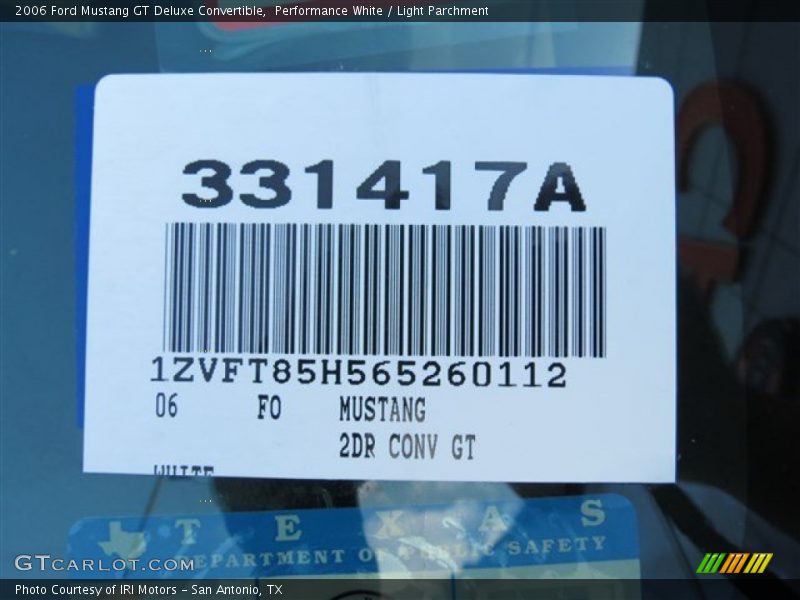 2006 Ford Mustang GT Deluxe Convertible,  Performance White / Light Parchment
331417A
1ZVFT85H565260112
06 FO MUSTANG
2DR CONV GT
WHITE
TEXAS
DEPARTMENT OF PUBLIC SAFETY
GTCARLOT.COM
Photo Courtesy of IRI Motors - San Antonio, TX